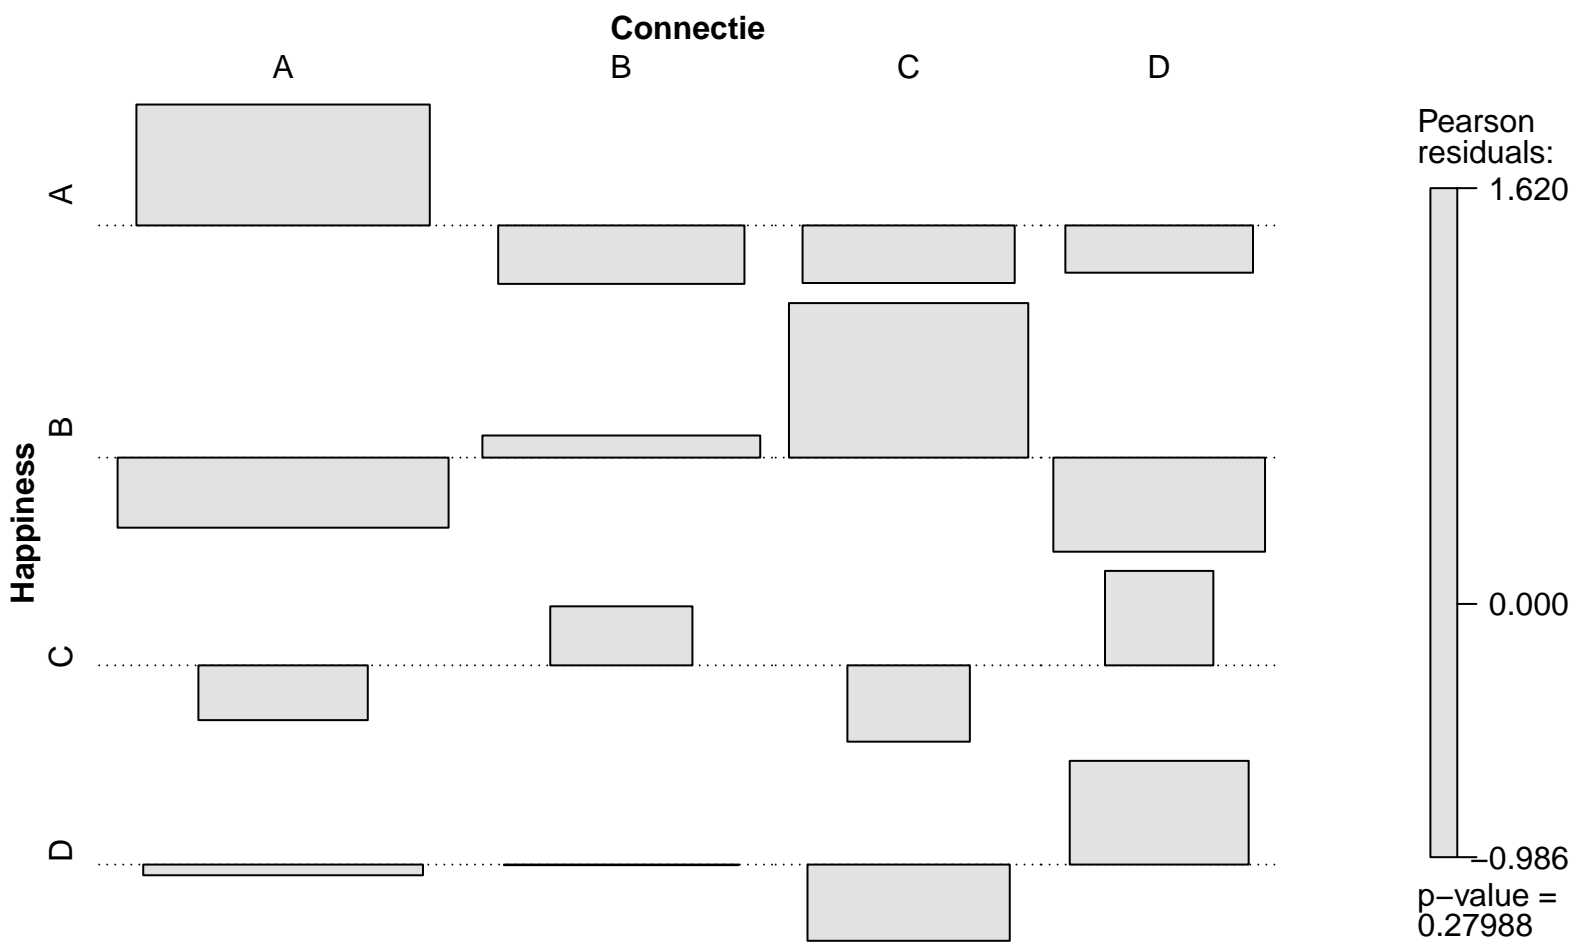 Connectie
A B C D
Happiness
A
B
C
D
Pearson
residuals:
1.620
0.000
−0.986
p−value =
0.27988